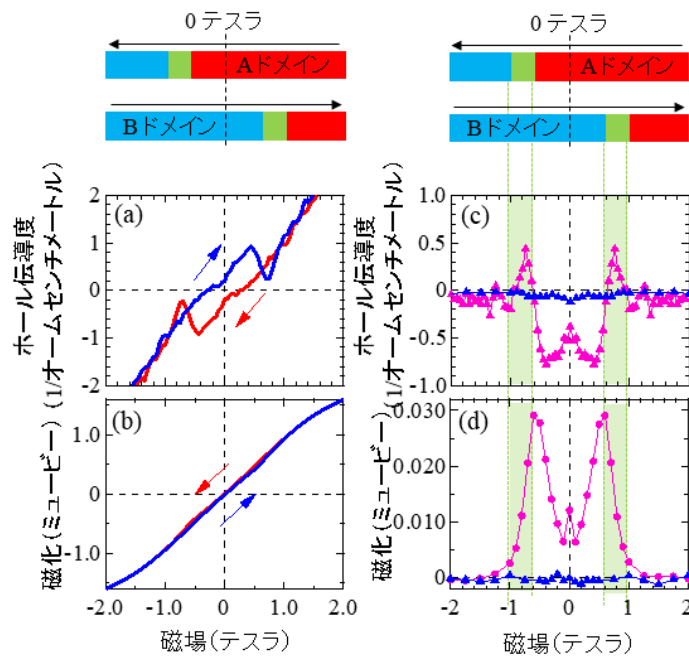 0 テスラ
Aドメイン
Bドメイン
0 テスラ
Aドメイン
Bドメイン
ホール伝導度
(1/オームセンチメートル)
2
1
0
-1
-2
(a)
ホール伝導度
(1/オームセンチメートル)
1.0
0.5
0
-0.5
-1.0
(c)
磁化(ミュービー)
1.0
0
-1.0
(b)
-2.0
-1.0
0
1.0
2.0
磁場(テスラ)
磁化(ミュービー)
0.030
0.020
0.010
0
(d)
-2
-1
0
1
2
磁場(テスラ)